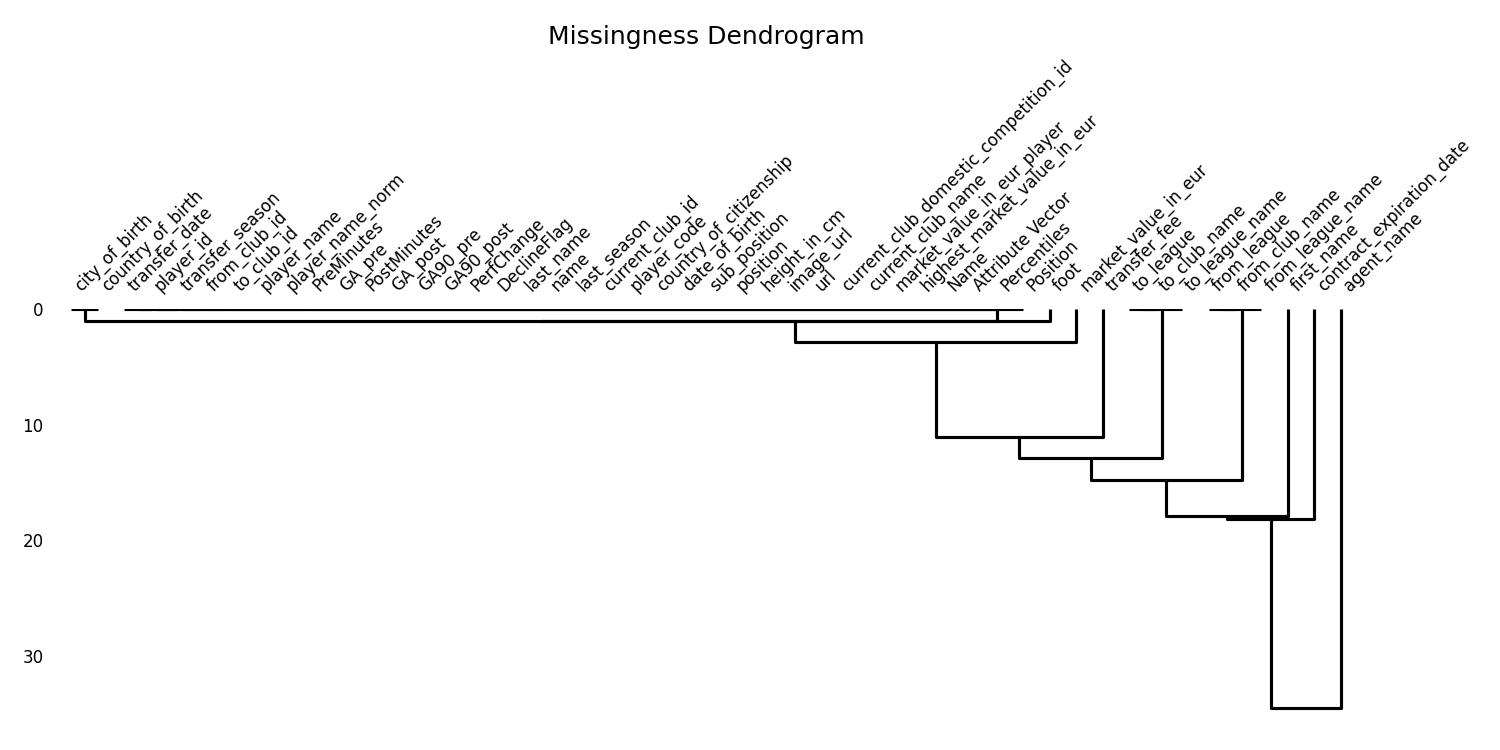 Missingness Dendrogram
city_of_birth
country_of_birth
transfer_date
player_id
transfer_season
from_club_id
to_club_id
player_name
player_name_norm
PreMinutes
GA_pre
PostMinutes
GA_post
GA90_pre
GA90_post
PerfChange
DeclineFlag
last_name
name
last_season
current_club_id
player_code
country_of_citizenship
date_of_birth
sub_position
position
height_in_cm
image_url
url
current_club_domestic_competition_id
current_club_name
market_value_in_eur_player
highest_market_value_in_eur
Name
Attribute Vector
Percentiles
Position
foot
market_value_in_eur
transfer_fee
to_league
to_club_name
to_league_name
from_league
from_club_name
from_league_name
first_name
contract_expiration_date
agent_name
0
10
20
30